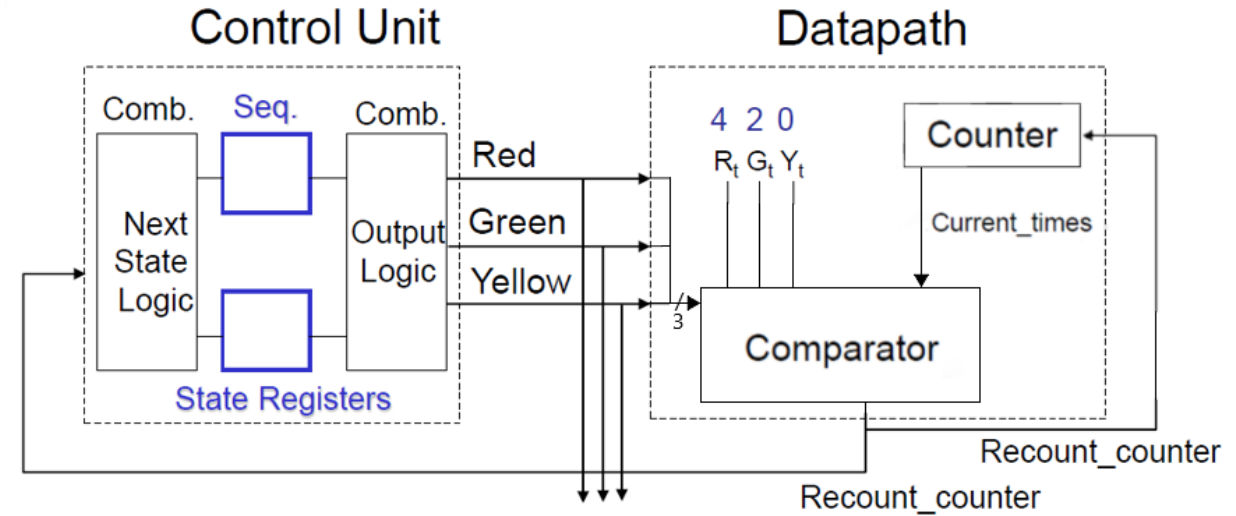 Control Unit
Datapath
Comb.
Seq.
Comb.
Next
State
Logic
Output
Logic
State Registers
Red
Green
Yellow
4 2 0
Rt Gt Yt
Counter
Current_times
3
Comparator
Recount_counter
Recount_counter